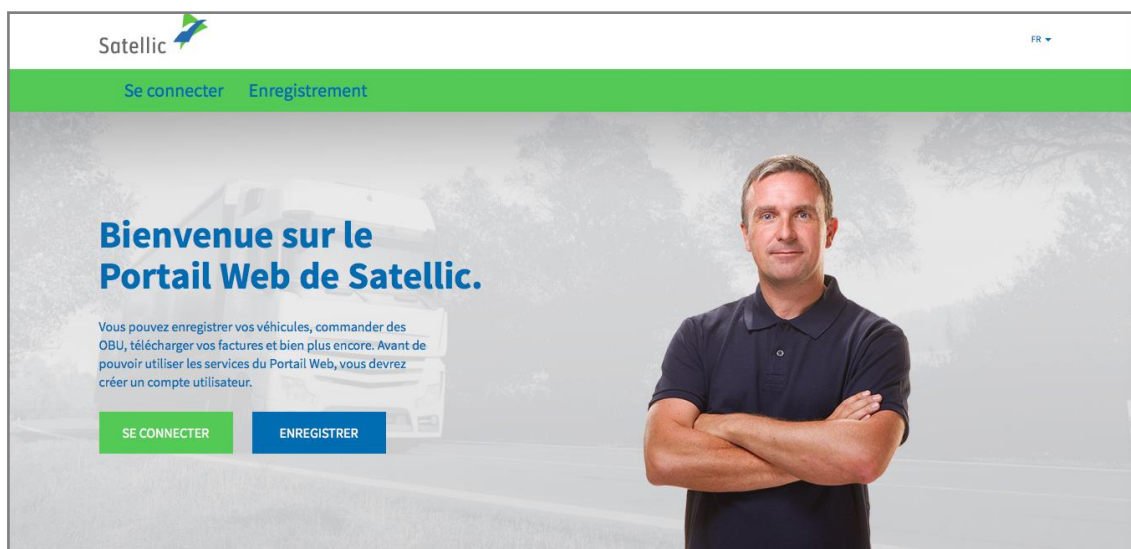 Satellic
FR
Se connecter Enregistrement
Bienvenue sur le
Portail Web de Satellic.
Vous pouvez enregistrer vos véhicules, commander des
OBU, télécharger vos factures et bien plus encore. Avant de
pouvoir utiliser les services du Portail Web, vous devrez
créer un compte utilisateur.
SE CONNECTER ENREGISTRER